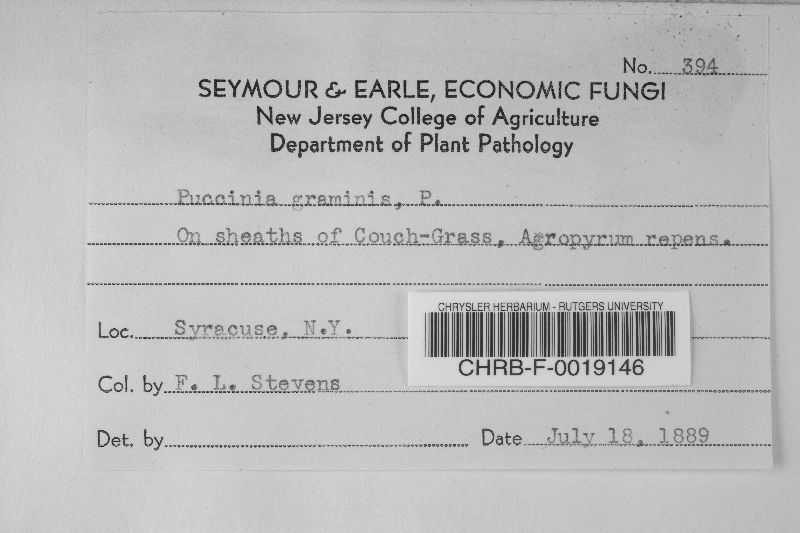 No. 394
SEYMOUR & EARLE, ECONOMIC FUNGI
New Jersey College of Agriculture
Department of Plant Pathology
Puccinia graminis, P.
On sheaths of Couch-Grass, Agropyrum repens.
CHRYSLER HERBARIUM - RUTGERS UNIVERSITY
CHRB-F-0019146
Loc. Syracuse, N.Y.
Col. by F. L. Stevens
Det. by
Date July 18, 1889